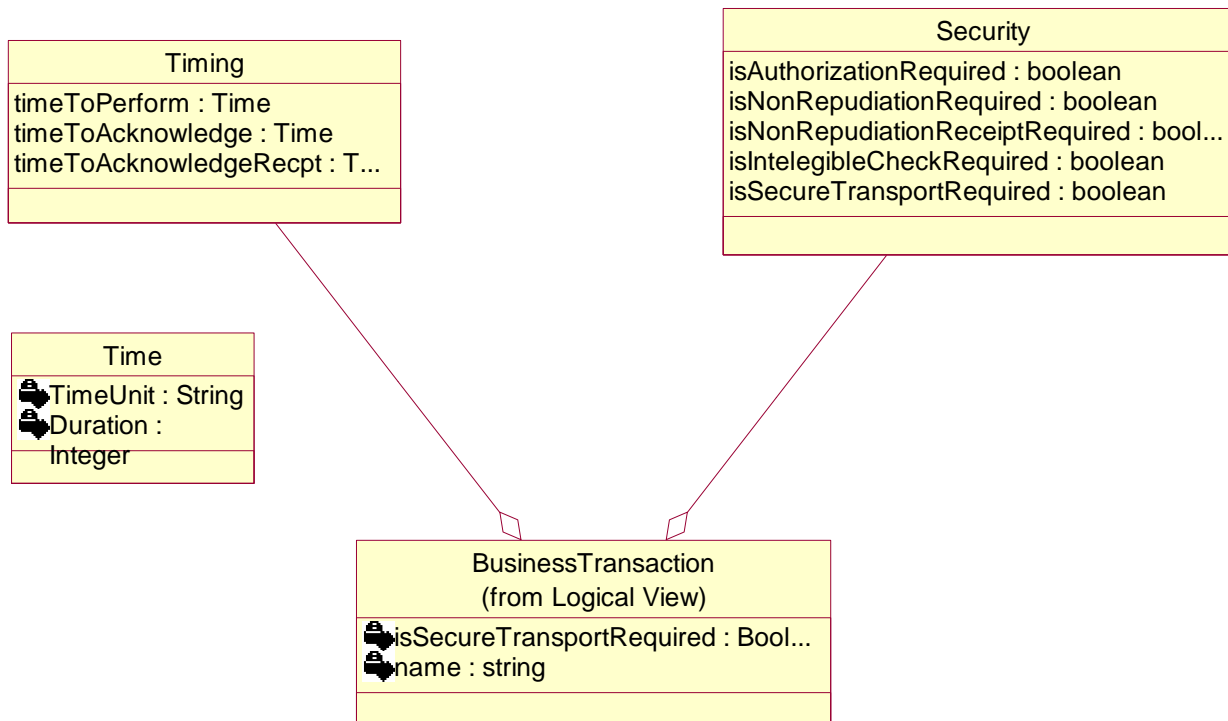 Timing
timeToPerform : Time
timeToAcknowledge : Time
timeToAcknowledgeRecpt : T...
Security
isAuthorizationRequired : boolean
isNonRepudiationRequired : boolean
isNonRepudiationReceiptRequired : bool...
isIntelegibleCheckRequired : boolean
isSecureTransportRequired : boolean
Time
TimeUnit : String
Duration :
Integer
BusinessTransaction
(from Logical View)
isSecureTransportRequired : Bool...
name : string